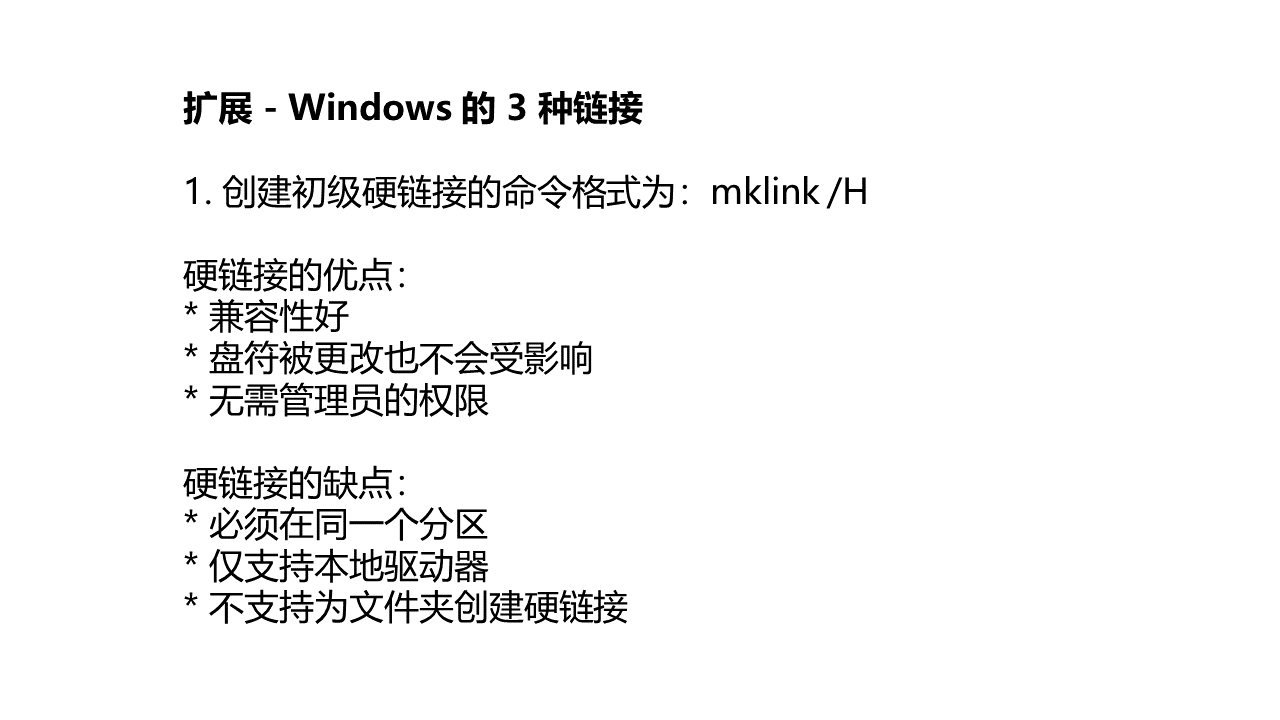 扩展 - Windows 的 3 种链接
1. 创建初级硬链接的命令格式为：mklink /H
硬链接的优点：
* 兼容性好
* 盘符被更改也不会受影响
* 无需管理员的权限
硬链接的缺点：
* 必须在同一个分区
* 仅支持本地驱动器
* 不支持为文件夹创建硬链接